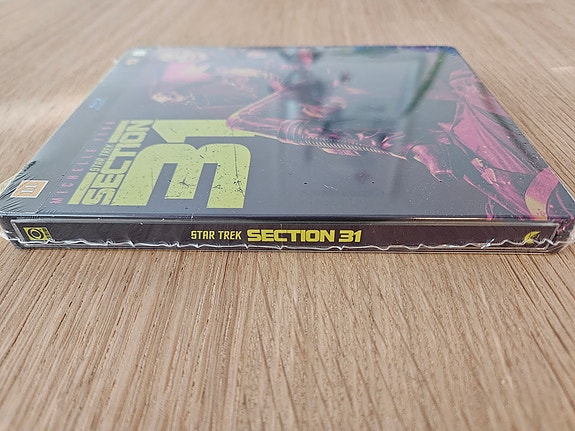 MICHELLE YEOH
STAR TREK
SECTION
31
STAR TREK SECTION 31